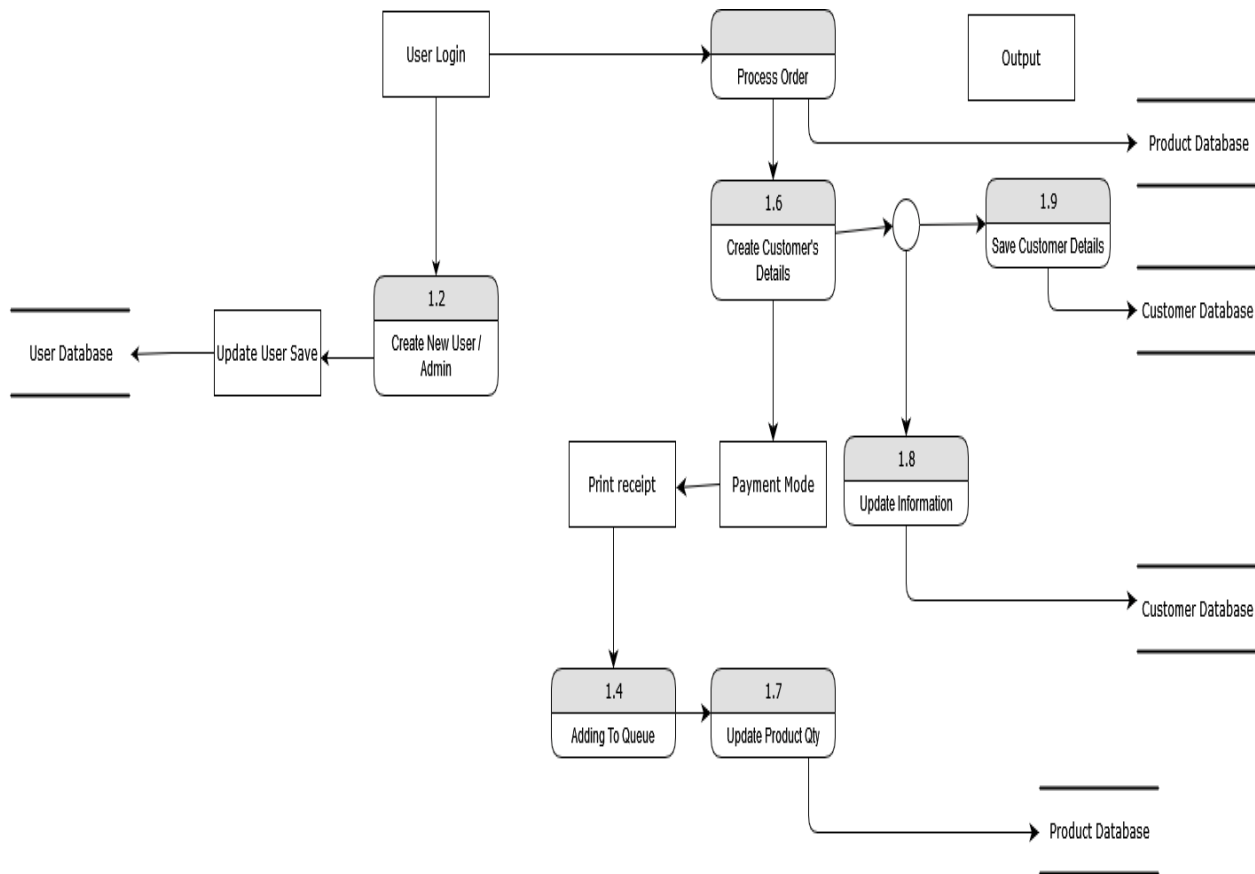 User Login
Process Order
Output
Product Database
1.6
Create Customer's
Details
1.9
Save Customer Details
Customer Database
1.2
Create New User /
Admin
Update User Save
User Database
Print receipt
Payment Mode
1.8
Update Information
Customer Database
1.4
Adding To Queue
1.7
Update Product Qty
Product Database